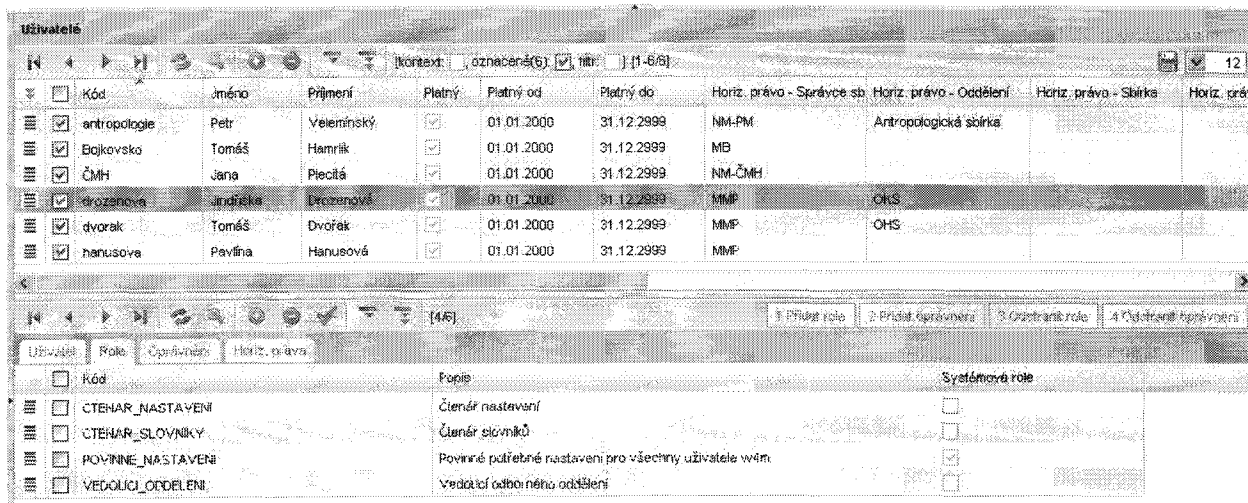 Uživatelé
[kontext: , označené(6): , filtr: ] [1-6/6] 12
Kód Jméno Příjmení Platný Platný od Platný do Horiz. právo - Správce sb Horiz. právo - Oddělení Horiz. právo - Sbírka Horiz. prá
antropologie Petr Velemínský 01.01.2000 31.12.2999 NM-PM Antropologická sbírka
Bojkovsko Tomáš Hamrlik 01.01.2000 31.12.2999 MB
ČMH Jana Plecitá 01.01.2000 31.12.2999 NM-ČMH
drozenova Jindřiška Drozenová 01.01.2000 31.12.2999 MMP OKS
dvorak Tomáš Dvořák 01.01.2000 31.12.2999 MMP OHS
hanusova Pavlína Hanusová 01.01.2000 31.12.2999 MMP
[4/6] 1 Přidat role 2 Přidat oprávnění 3 Odstranit role 4 Odstranit oprávnění
Uživatel Role Oprávnění Horiz. práva
Kód Popis Systémová role
CTENAR_NASTAVENI Čtenář nastavení
CTENAR_SLOVNIKY Čtenář slovníků
POVINNE_NASTAVENI Povinné potřebné nastavení pro všechny uživatele w4m
VEDOUCI_ODDELENI Vedoucí odborného oddělení